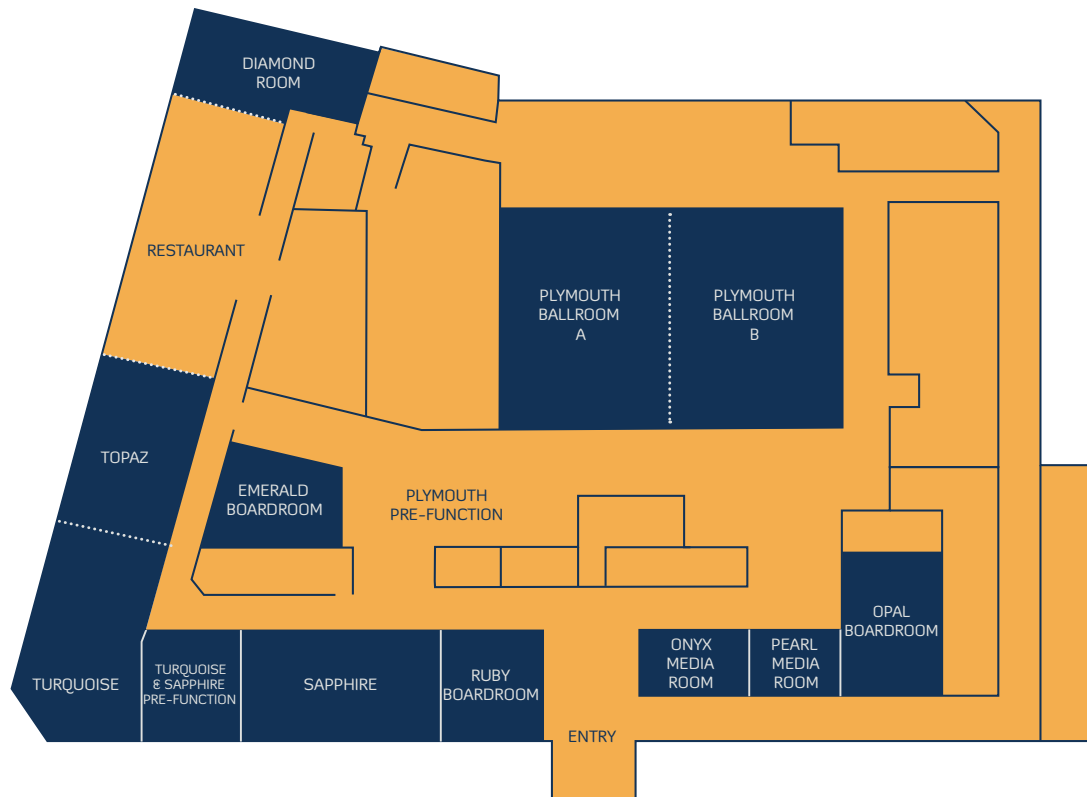 DIAMOND
ROOM
RESTAURANT
PLYMOUTH
BALLROOM
A
PLYMOUTH
BALLROOM
B
TOPAZ
EMERALD
BOARDROOM
PLYMOUTH
PRE-FUNCTION
OPAL
BOARDROOM
TURQUOISE
TURQUOISE
& SAPPHIRE
PRE-FUNCTION
SAPPHIRE
RUBY
BOARDROOM
ONYX
MEDIA
ROOM
PEARL
MEDIA
ROOM
ENTRY